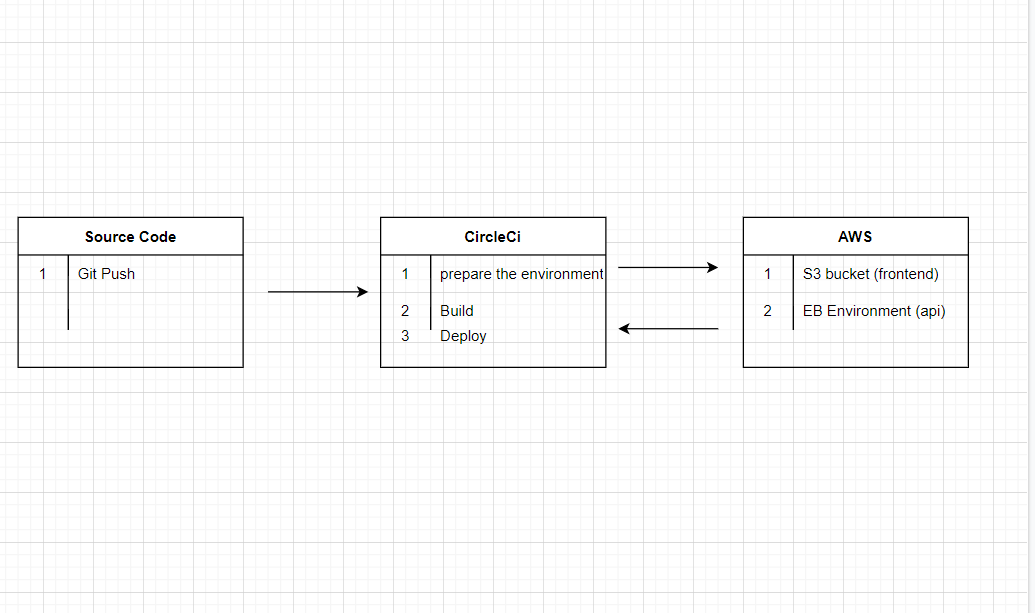 Source Code
1 Git Push
CircleCi
1 prepare the environment
2 Build
3 Deploy
AWS
1 S3 bucket (frontend)
2 EB Environment (api)